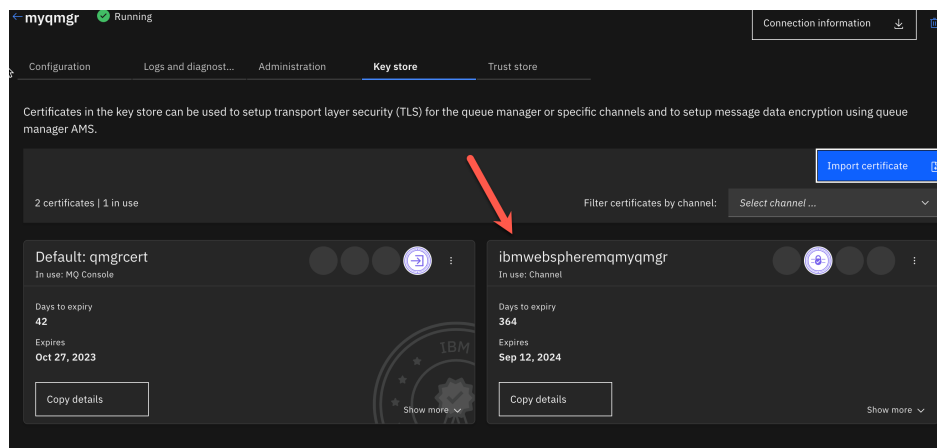 myqmgr Running
Connection information
Configuration Logs and diagnost... Administration Key store Trust store
Certificates in the key store can be used to setup transport layer security (TLS) for the queue manager or specific channels and to setup message data encryption using queue
manager AMS.
Import certificate
2 certificates | 1 in use
Filter certificates by channel: Select channel ...
Default: qmgrcert
In use: MQ Console
Days to expiry
42
Expires
Oct 27, 2023
IBM
Copy details
Show more
ibmwebspheremqmyqmgr
In use: Channel
Days to expiry
364
Expires
Sep 12, 2024
Copy details
Show more